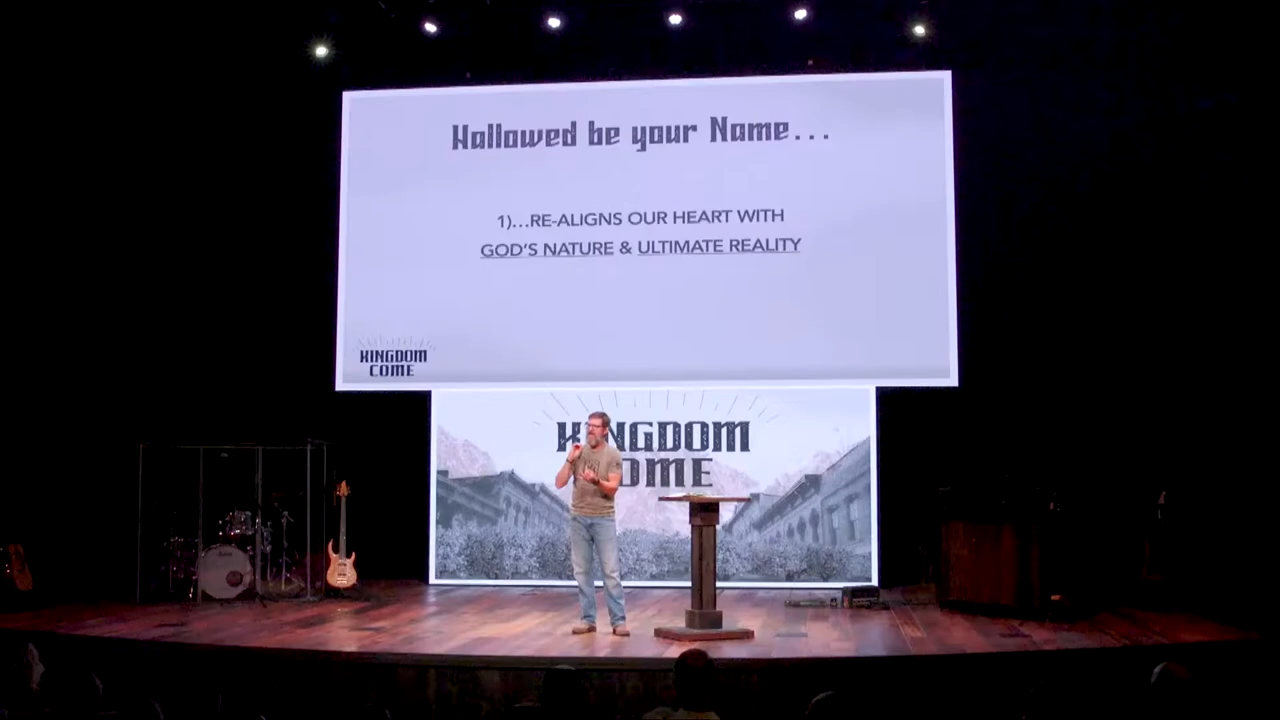 Hallowed be your Name...
1)...RE-ALIGNS OUR HEART WITH
GOD'S NATURE & ULTIMATE REALITY
KINGDOM
COME
KINGDOM
COME